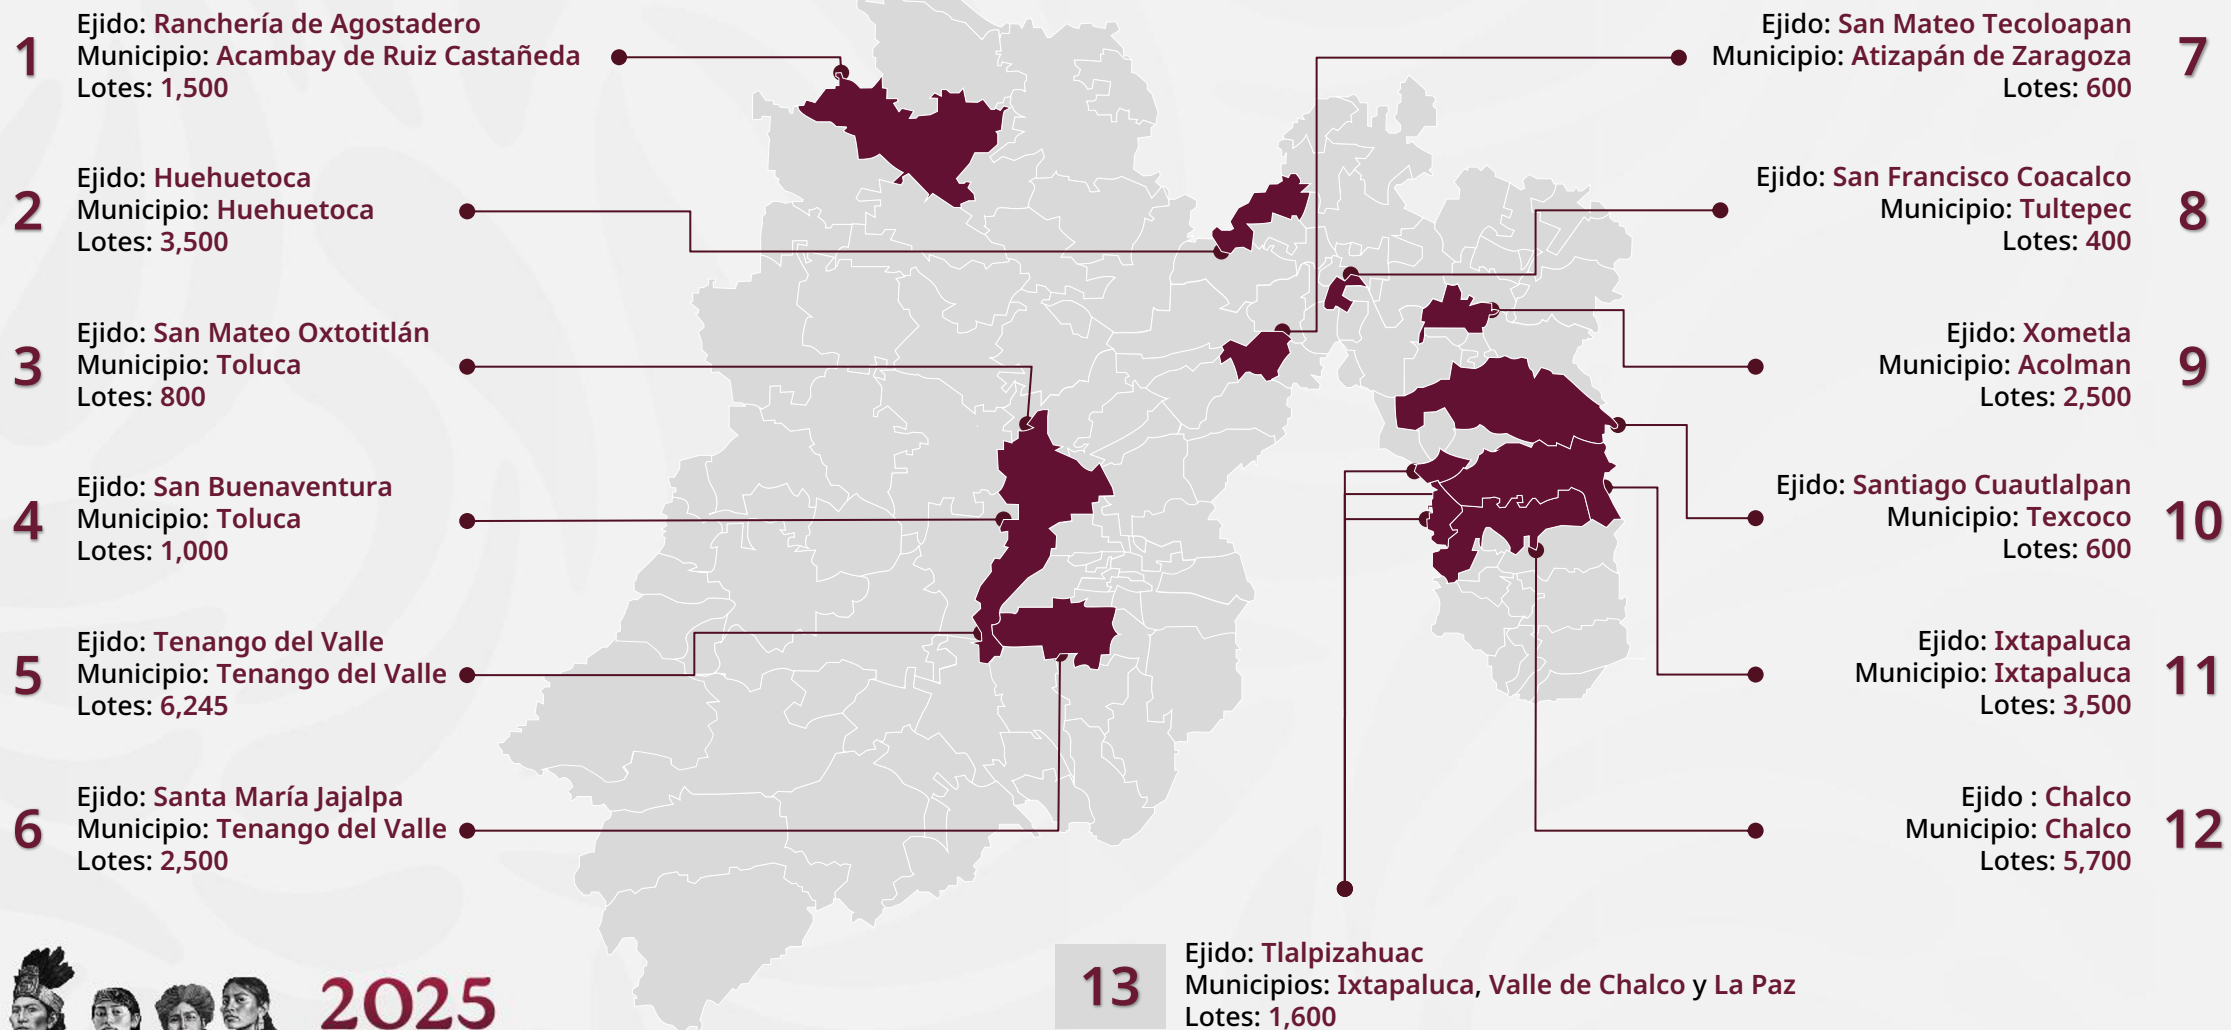 1
Ejido: Ranchería de Agostadero
Municipio: Acambay de Ruiz Castañeda
Lotes: 1,500
2
Ejido: Huehuetoca
Municipio: Huehuetoca
Lotes: 3,500
3
Ejido: San Mateo Oxtotitlán
Municipio: Toluca
Lotes: 800
4
Ejido: San Buenaventura
Municipio: Toluca
Lotes: 1,000
5
Ejido: Tenango del Valle
Municipio: Tenango del Valle
Lotes: 6,245
6
Ejido: Santa María Jajalpa
Municipio: Tenango del Valle
Lotes: 2,500
7
Ejido: San Mateo Tecoloapan
Municipio: Atizapán de Zaragoza
Lotes: 600
8
Ejido: San Francisco Coacalco
Municipio: Tultepec
Lotes: 400
9
Ejido: Xometla
Municipio: Acolman
Lotes: 2,500
10
Ejido: Santiago Cuautlalpan
Municipio: Texcoco
Lotes: 600
11
Ejido: Ixtapaluca
Municipio: Ixtapaluca
Lotes: 3,500
12
Ejido : Chalco
Municipio: Chalco
Lotes: 5,700
13
Ejido: Tlalpizahuac
Municipios: Ixtapaluca, Valle de Chalco y La Paz
Lotes: 1,600
2025